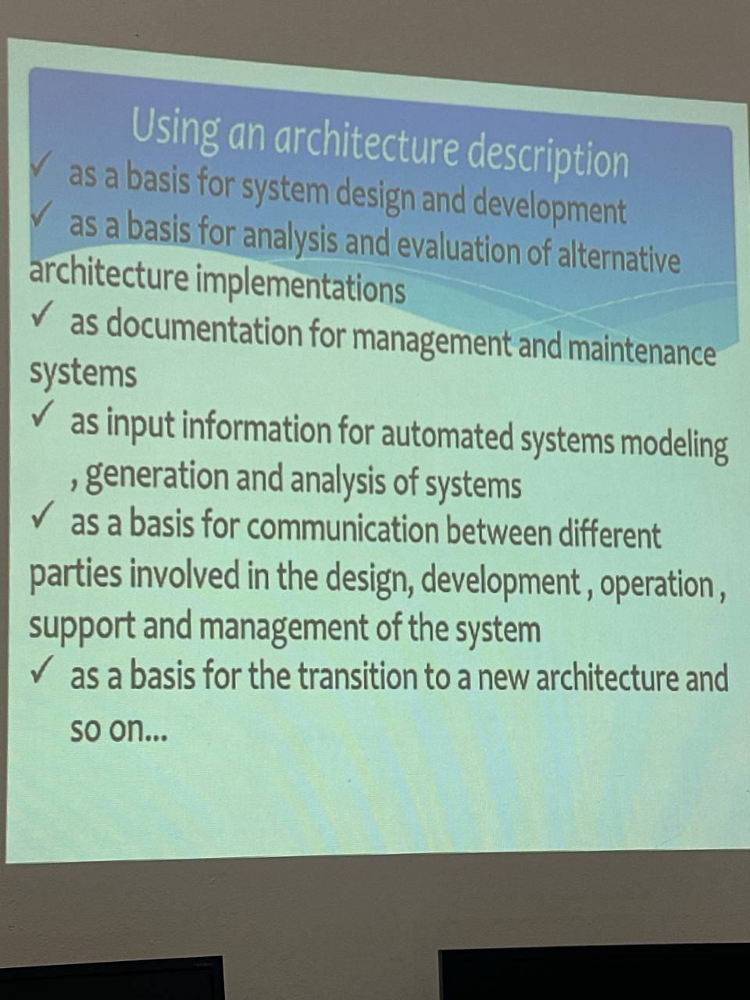 Using an architecture description
✓ as a basis for system design and development
✓ as a basis for analysis and evaluation of alternative
architecture implementations
✓ as documentation for management and maintenance
systems
✓ as input information for automated systems modeling
, generation and analysis of systems
✓ as a basis for communication between different
parties involved in the design, development , operation ,
support and management of the system
✓ as a basis for the transition to a new architecture and
so on...